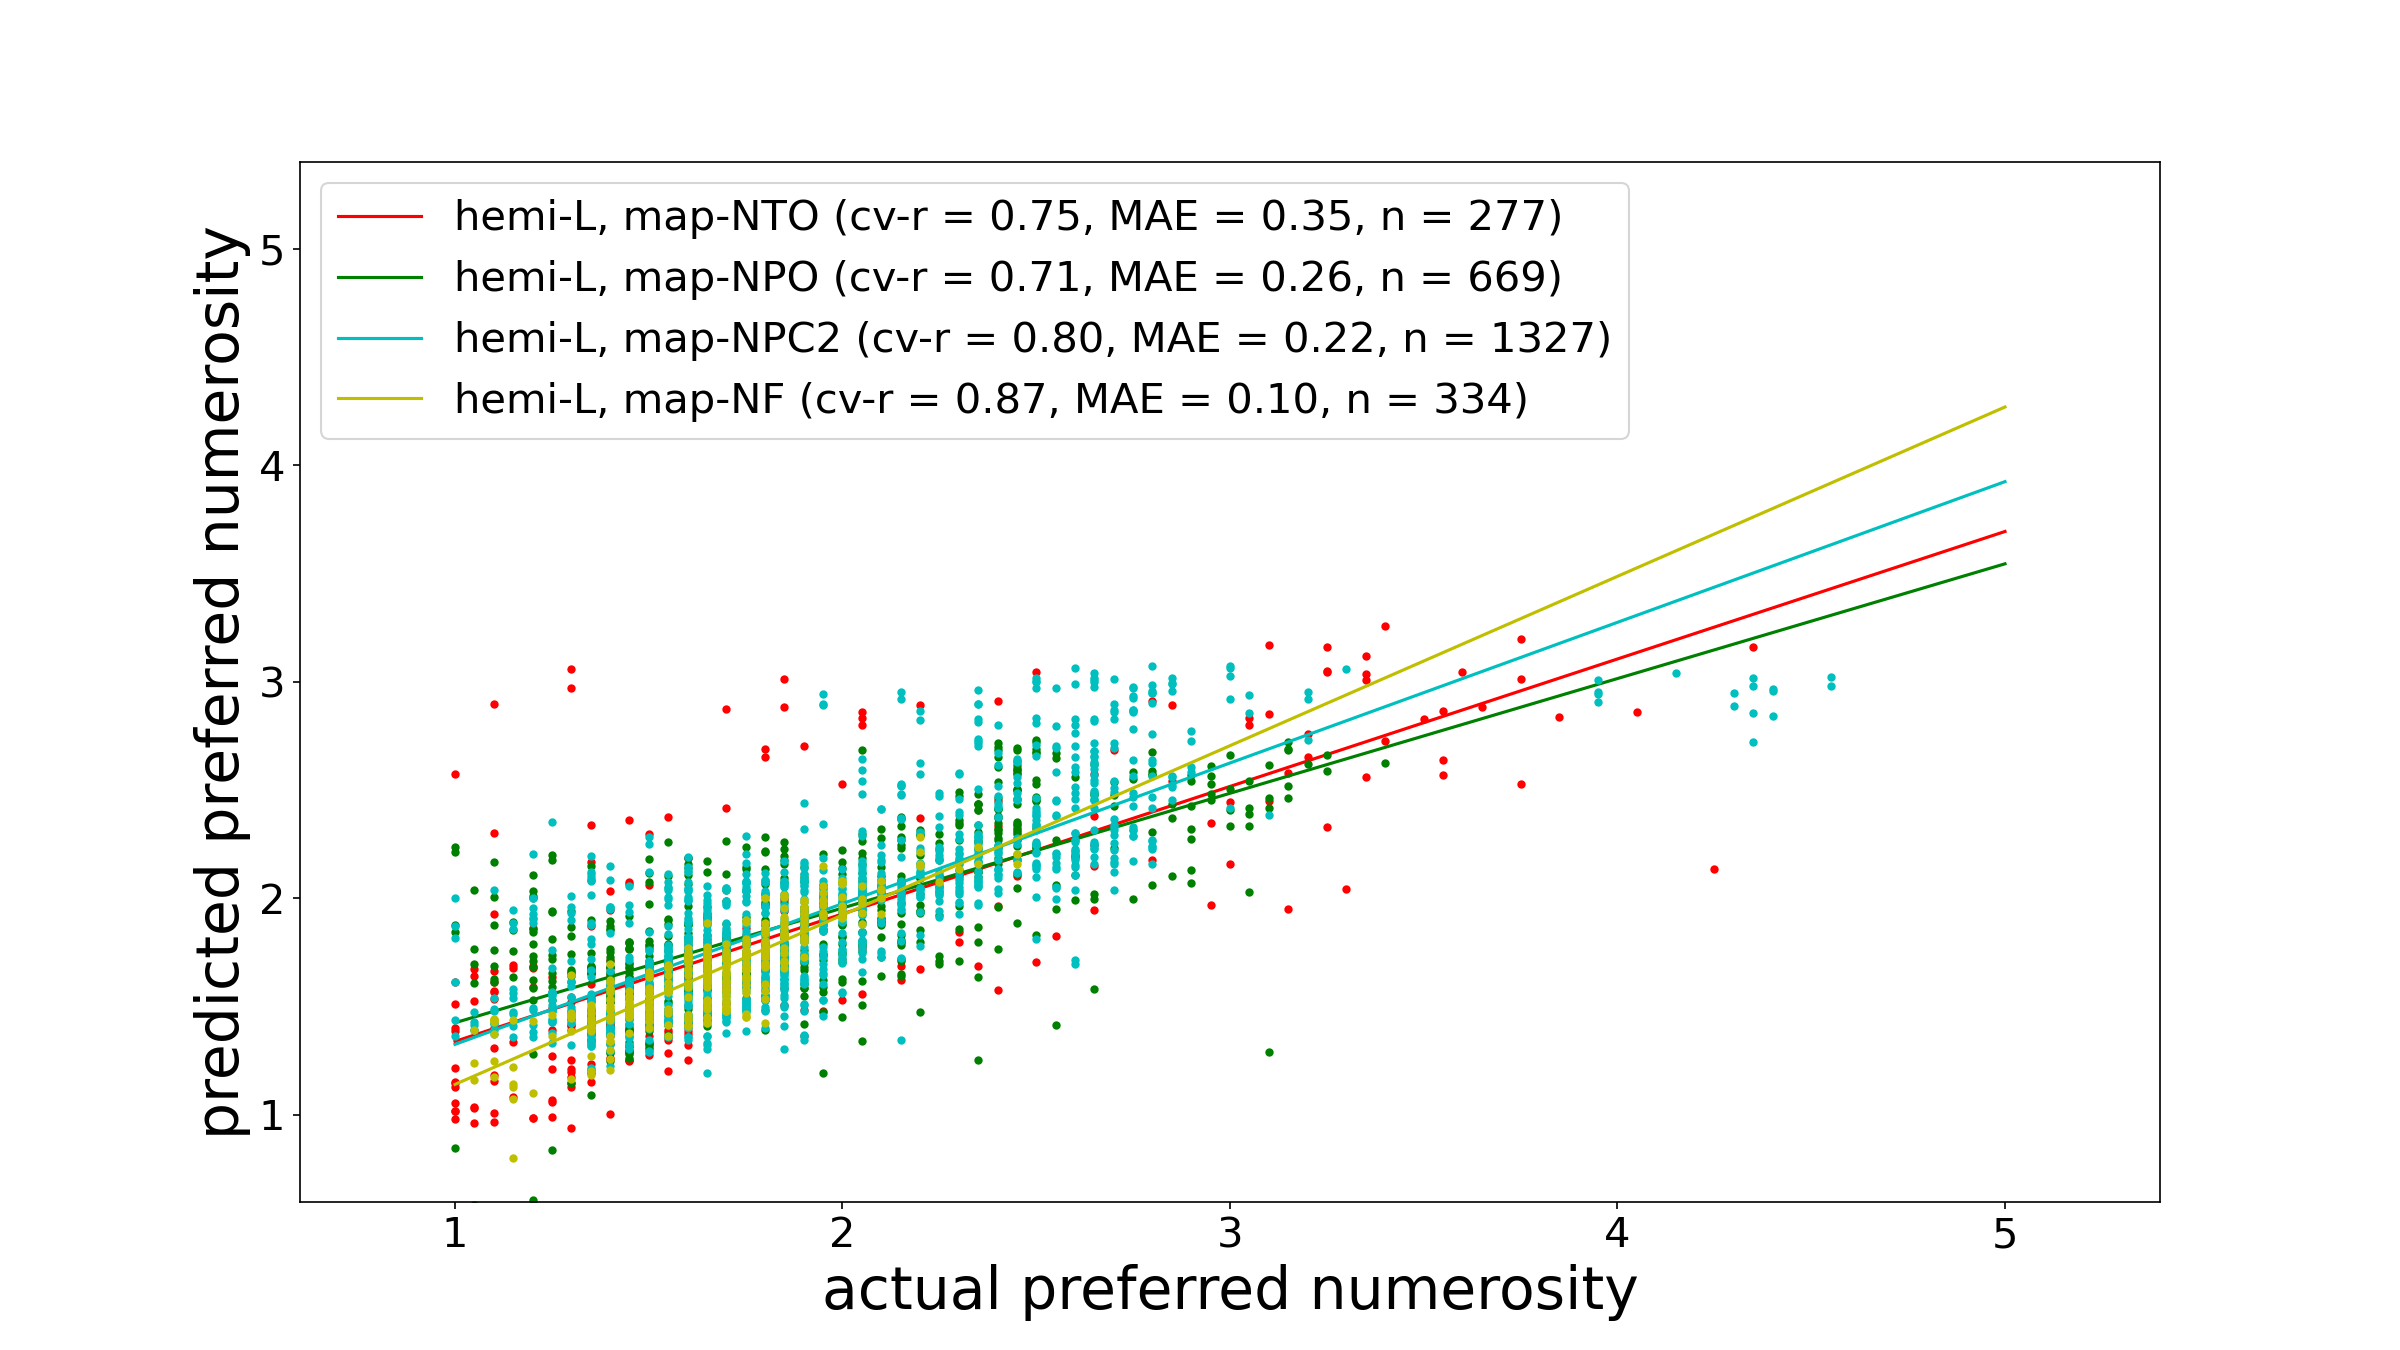 hemi-L, map-NTO (cv-r = 0.75, MAE = 0.35, n = 277)
hemi-L, map-NPO (cv-r = 0.71, MAE = 0.26, n = 669)
hemi-L, map-NPC2 (cv-r = 0.80, MAE = 0.22, n = 1327)
hemi-L, map-NF (cv-r = 0.87, MAE = 0.10, n = 334)
predicted preferred numerosity
5
4
3
2
1
1 2 3 4 5
actual preferred numerosity